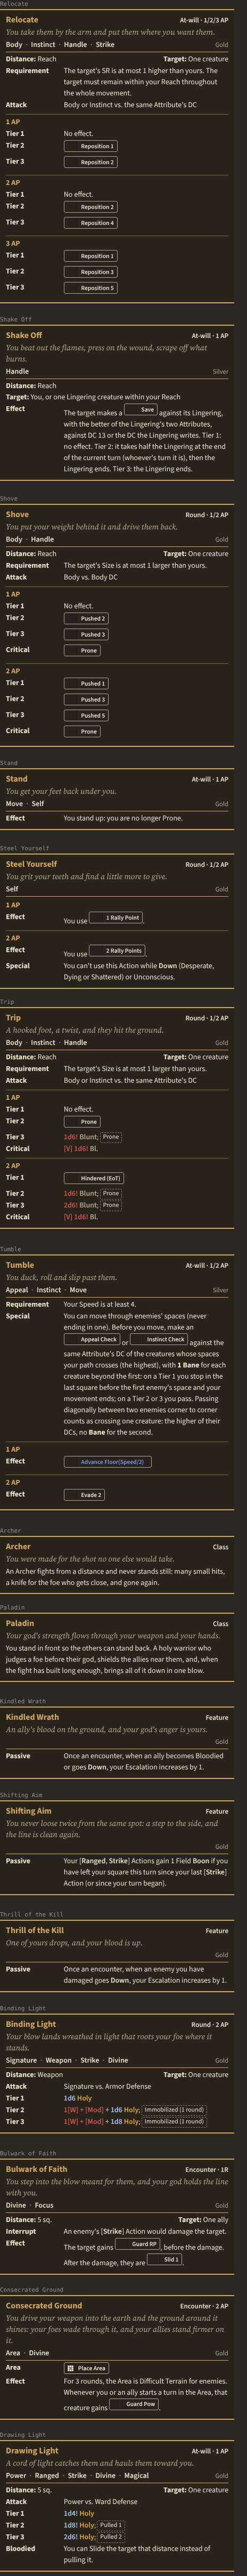 Relocate
Relocate At-will · 1/2/3 AP
You take them by the arm and put them where you want them.
Body · Instinct · Handle · Strike Gold
Distance: Reach Target: One creature
Requirement The target's SR is at most 1 higher than yours. The
target must remain within your Reach throughout
the whole movement.
Attack Body or Instinct vs. the same Attribute's DC
1 AP
Tier 1 No effect.
Tier 2 Reposition 1
Tier 3 Reposition 2
2 AP
Tier 1 No effect.
Tier 2 Reposition 2
Tier 3 Reposition 4
3 AP
Tier 1 Reposition 1
Tier 2 Reposition 3
Tier 3 Reposition 5
Shake Off
Shake Off At-will · 1 AP
You beat out the flames, press on the wound, scrape off what
burns.
Handle Silver
Distance: Reach
Target: You, or one Lingering creature within your Reach
Effect The target makes a Save against its Lingering,
with the better of the Lingering's two Attributes,
against DC 13 or the DC the Lingering writes. Tier 1:
no effect. Tier 2: it takes half the Lingering at the end
of the current turn (whoever's turn it is), then the
Lingering ends. Tier 3: the Lingering ends.
Shove
Shove Round · 1/2 AP
You put your weight behind it and drive them back.
Body · Handle Gold
Distance: Reach Target: One creature
Requirement The target's Size is at most 1 larger than yours.
Attack Body vs. Body DC
1 AP
Tier 1 No effect.
Tier 2 Pushed 2
Tier 3 Pushed 3
Critical Prone
2 AP
Tier 1 Pushed 1
Tier 2 Pushed 3
Tier 3 Pushed 5
Critical Prone
Stand
Stand At-will · 1 AP
You get your feet back under you.
Move · Self Gold
Effect You stand up: you are no longer Prone.
Steel Yourself
Steel Yourself Round · 1/2 AP
You grit your teeth and find a little more to give.
Self Gold
1 AP
Effect You use 1 Rally Point.
2 AP
Effect You use 2 Rally Points.
Special You can't use this Action while Down (Desperate,
Dying or Shattered) or Unconscious.
Trip
Trip Round · 1/2 AP
A hooked foot, a twist, and they hit the ground.
Body · Instinct · Handle Gold
Distance: Reach Target: One creature
Requirement The target's Size is at most 1 larger than yours.
Attack Body or Instinct vs. the same Attribute's DC
1 AP
Tier 1 No effect.
Tier 2 Prone
Tier 3 1d6! Blunt; Prone
Critical [V] 1d6! Bl.
2 AP
Tier 1 Hindered (EoT)
Tier 2 1d6! Blunt; Prone
Tier 3 2d6! Blunt; Prone
Critical [V] 1d6! Bl.
Tumble
Tumble At-will · 1/2 AP
You duck, roll and slip past them.
Appeal · Instinct · Move Silver
Requirement Your Speed is at least 4.
Special You can move through enemies' spaces (never
ending in one). Before you move, make an
Appeal Check or Instinct Check against the
same Attribute's DC of the creatures whose spaces
your path crosses (the highest), with 1 Bane for each
creature beyond the first: on a Tier 1 you stop in the
last square before the first enemy's space and your
movement ends; on a Tier 2 or 3 you pass. Passing
diagonally between two enemies corner to corner
counts as crossing one creature: the higher of their
DCs, no Bane for the second.
1 AP
Effect Advance Floor(Speed/2)
2 AP
Effect Evade 2
Archer
Archer Class
You were made for the shot no one else would take.
An Archer fights from a distance and never stands still: many small hits,
a knife for the foe who gets close, and gone again.
Paladin
Paladin Class
Your god's strength flows through your weapon and your hands.
You stand in front so the others can stand back. A holy warrior who
judges a foe before their god, shields the allies near them, and, when
the fight has built long enough, brings all of it down in one blow.
Kindled Wrath
Kindled Wrath Feature
An ally's blood on the ground, and your god's anger is yours.
Gold
Passive Once an encounter, when an ally becomes Bloodied
or goes Down, your Escalation increases by 1.
Shifting Aim
Shifting Aim Feature
You never loose twice from the same spot: a step to the side, and
the line is clean again.
Gold
Passive Your [Ranged, Strike] Actions gain 1 Field Boon if you
have left your square this turn since your last [Strike]
Action (or since your turn began).
Thrill of the Kill
Thrill of the Kill Feature
One of yours drops, and your blood is up.
Gold
Passive Once an encounter, when an enemy you have
damaged goes Down, your Escalation increases by 1.
Binding Light
Binding Light Round · 2 AP
Your blow lands wreathed in light that roots your foe where it
stands.
Signature · Weapon · Strike · Divine Gold
Distance: Weapon Target: One creature
Attack Signature vs. Armor Defense
Tier 1 1d6 Holy
Tier 2 1[W] + [Mod] + 1d6 Holy; Immobilized (1 round)
Tier 3 1[W] + [Mod] + 1d8 Holy; Immobilized (1 round)
Bulwark of Faith
Bulwark of Faith Encounter · 1R
You step into the blow meant for them, and your god holds the line
with you.
Divine · Focus Gold
Distance: 5 sq. Target: One ally
Interrupt An enemy's [Strike] Action would damage the target.
Effect The target gains Guard RP, before the damage.
After the damage, they are Slid 1.
Consecrated Ground
Consecrated Ground Encounter · 2 AP
You drive your weapon into the earth and the ground around it
shines: your foes wade through it, and your allies stand firmer on
it.
Area · Divine Gold
Area Place Area
Effect For 3 rounds, the Area is Difficult Terrain for enemies.
Whenever you or an ally starts a turn in the Area, that
creature gains Guard Pow.
Drawing Light
Drawing Light At-will · 1 AP
A cord of light catches them and hauls them toward you.
Power · Ranged · Strike · Divine · Magical Gold
Distance: 5 sq. Target: One creature
Attack Power vs. Ward Defense
Tier 1 1d4! Holy
Tier 2 1d8! Holy; Pulled 1
Tier 3 2d6! Holy; Pulled 2
Bloodied You can Slide the target that distance instead of
pulling it.